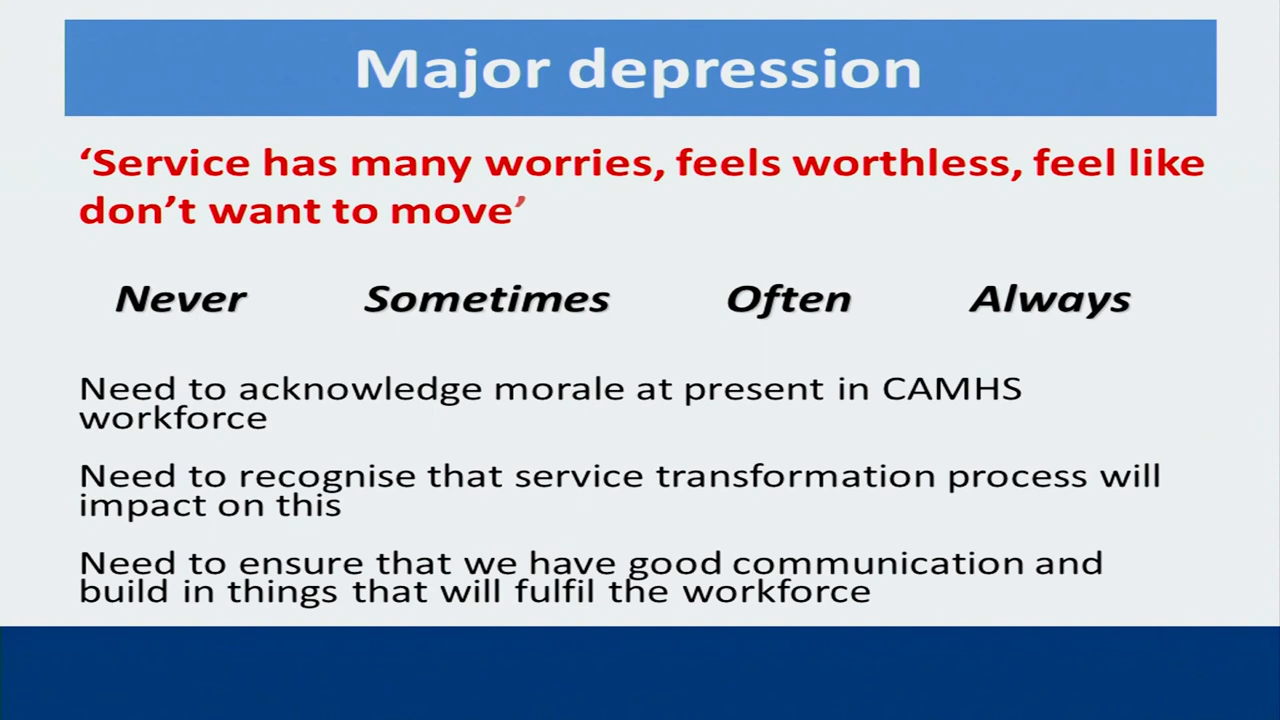 Major depression
‘Service has many worries, feels worthless, feel like
don’t want to move’
Never Sometimes Often Always
Need to acknowledge morale at present in CAMHS
workforce
Need to recognise that service transformation process will
impact on this
Need to ensure that we have good communication and
build in things that will fulfil the workforce